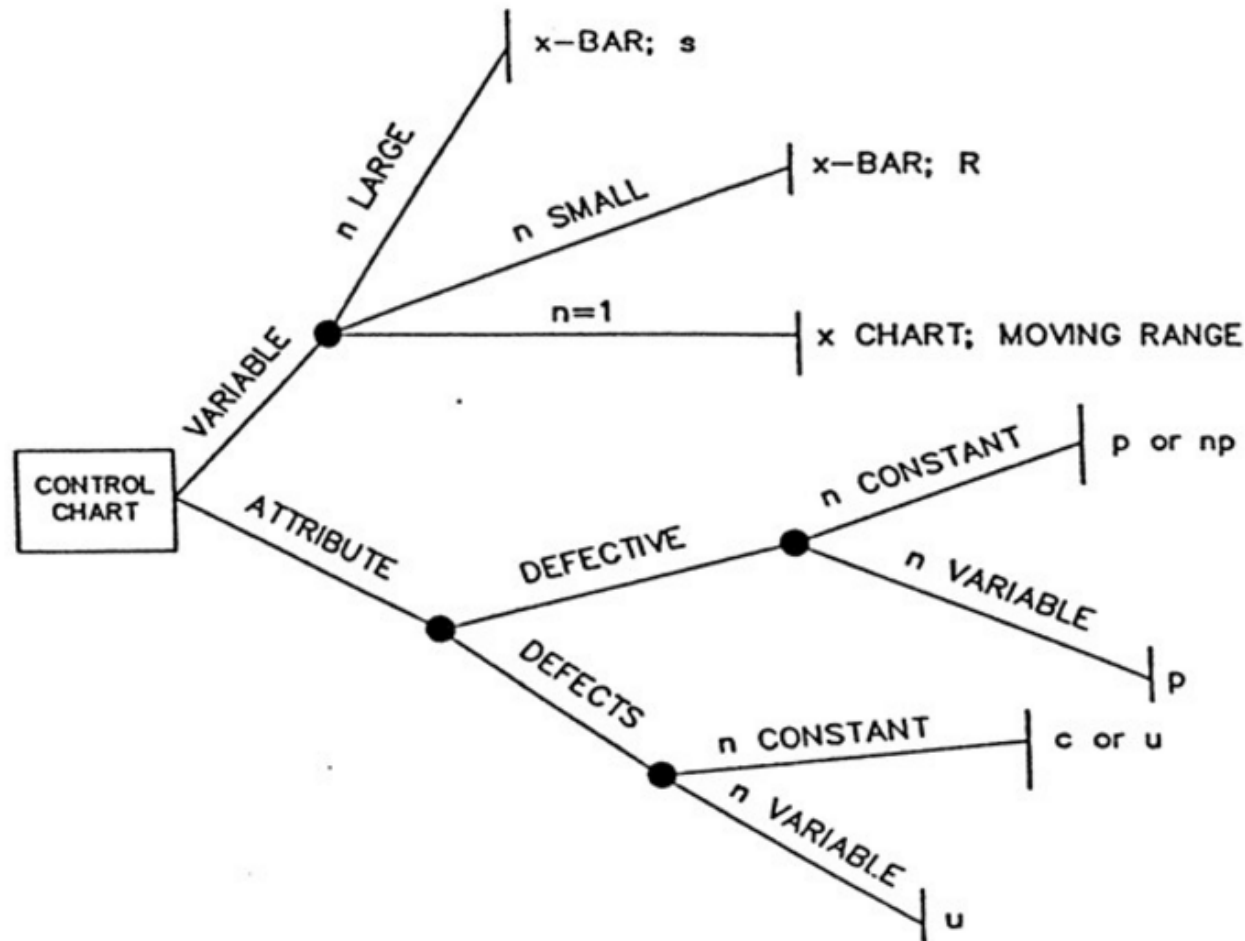 x-BAR; s
n LARGE
x-BAR; R
n SMALL
n=1
x CHART; MOVING RANGE
VARIABLE
CONTROL
CHART
ATTRIBUTE
DEFECTIVE
n CONSTANT
p or np
n VARIABLE
p
DEFECTS
n CONSTANT
c or u
n VARIABLE
u